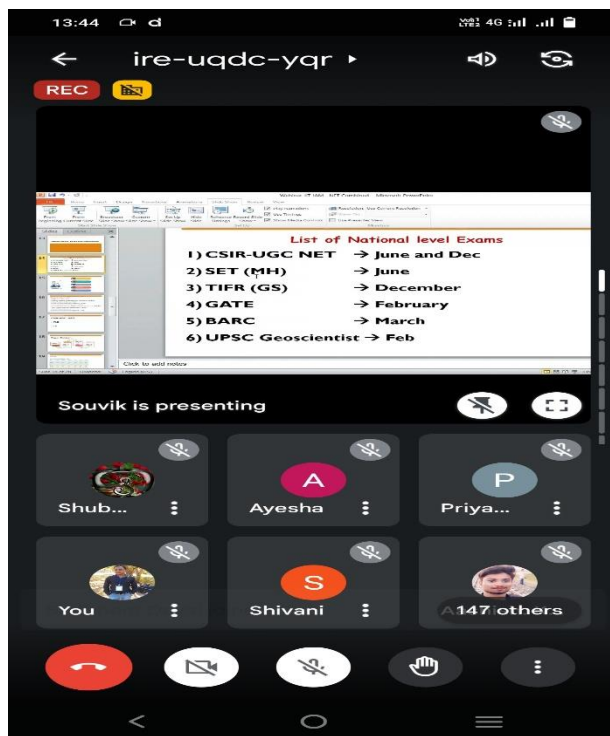 13:44
4G
ire-uqdc-yqr
REC
List of National level Exams
1) CSIR-UGC NET → June and Dec
2) SET (MH) → June
3) TIFR (GS) → December
4) GATE → February
5) BARC → March
6) UPSC Geoscientist → Feb
Click to add notes
Souvik is presenting
A
P
Shub...
Ayesha
Priya...
S
You
Shivani
147 others